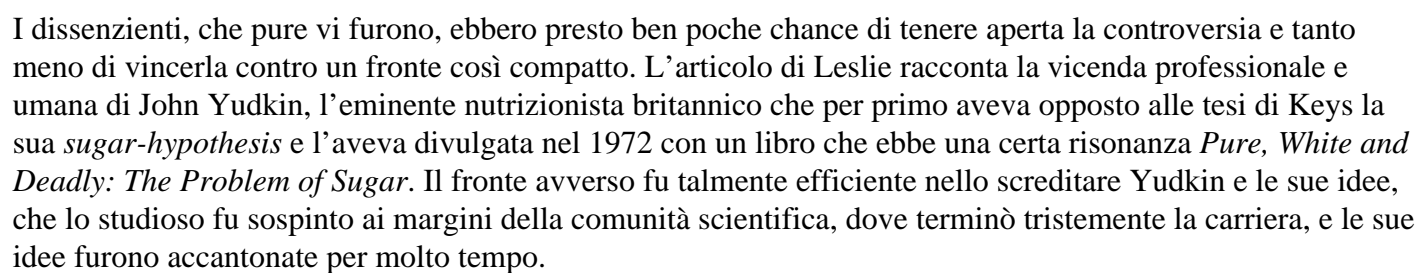 I dissenzienti, che pure vi furono, ebbero presto ben poche chance di tenere aperta la controversia e tanto
meno di vincerla contro un fronte così compatto. L’articolo di Leslie racconta la vicenda professionale e
umana di John Yudkin, l’eminente nutrizionista britannico che per primo aveva opposto alle tesi di Keys la
sua sugar-hypothesis e l’aveva divulgata nel 1972 con un libro che ebbe una certa risonanza Pure, White and
Deadly: The Problem of Sugar. Il fronte avverso fu talmente efficiente nello screditare Yudkin e le sue idee,
che lo studioso fu sospinto ai margini della comunità scientifica, dove terminò tristemente la carriera, e le sue
idee furono accantonate per molto tempo.